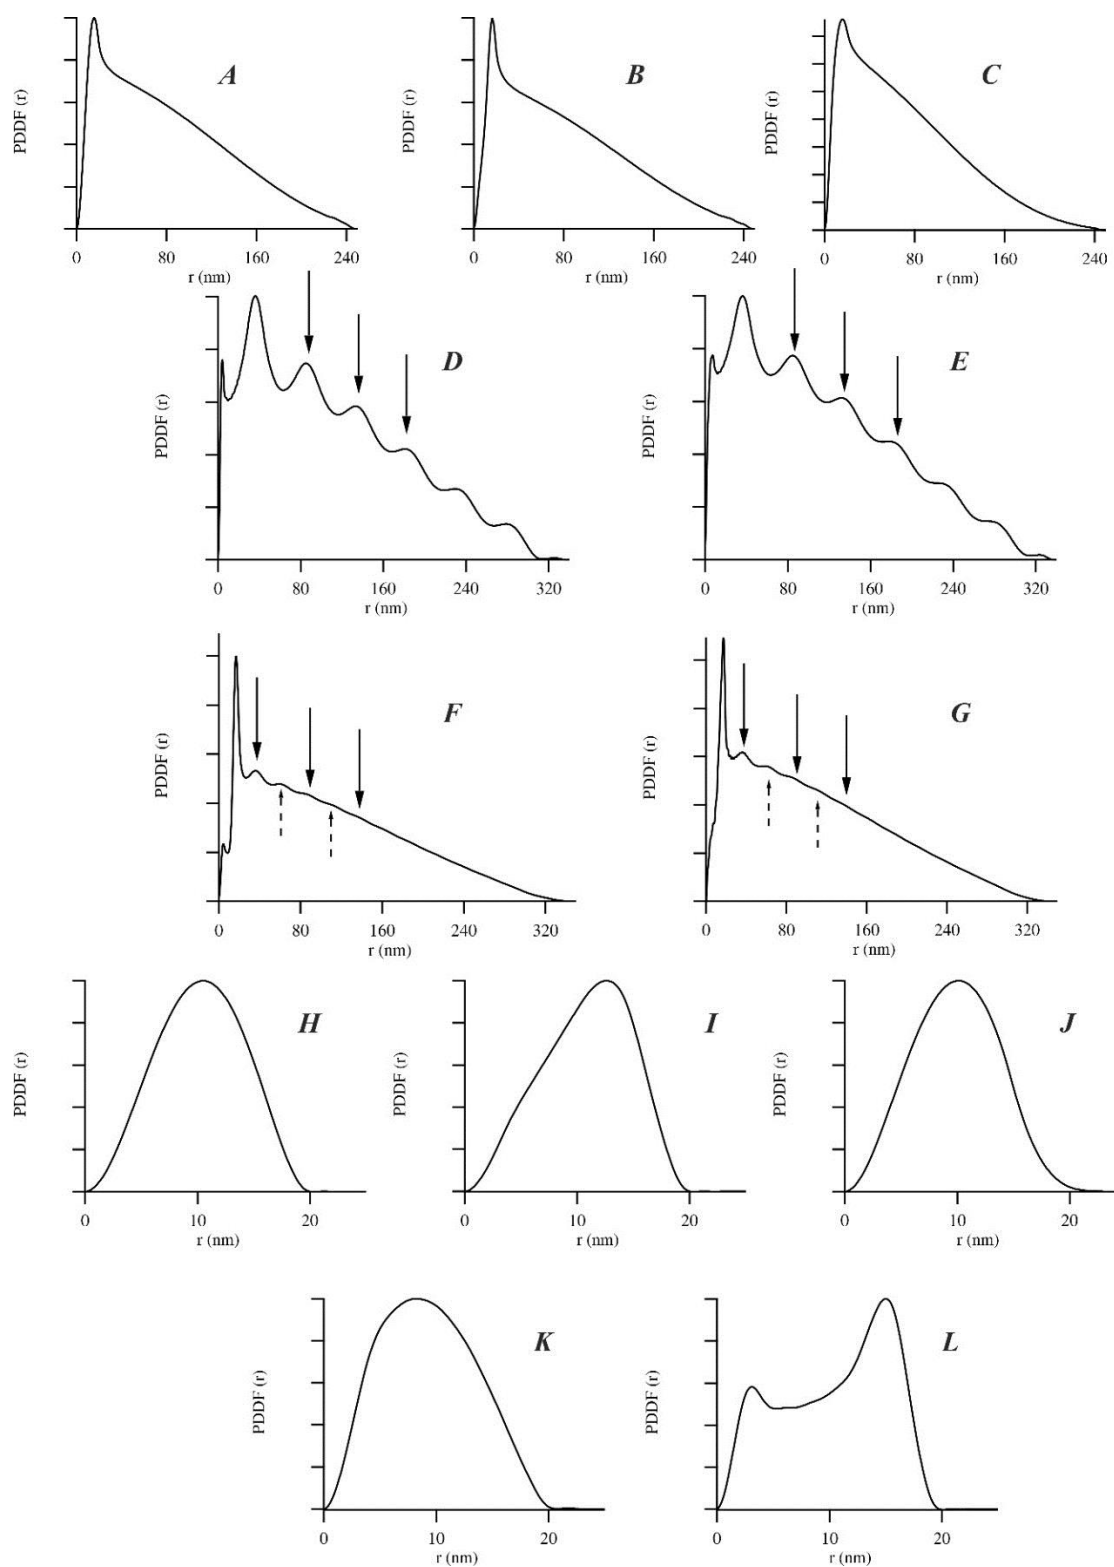 A
PDDF (r)
0 80 160 240
r (nm)
B
PDDF (r)
0 80 160 240
r (nm)
C
PDDF (r)
0 80 160 240
r (nm)
D
PDDF (r)
0 80 160 240 320
r (nm)
E
PDDF (r)
0 80 160 240 320
r (nm)
F
PDDF (r)
0 80 160 240 320
r (nm)
G
PDDF (r)
0 80 160 240 320
r (nm)
H
PDDF (r)
0 10 20
r (nm)
I
PDDF (r)
0 10 20
r (nm)
J
PDDF (r)
0 10 20
r (nm)
K
PDDF (r)
0 10 20
r (nm)
L
PDDF (r)
0 10 20
r (nm)